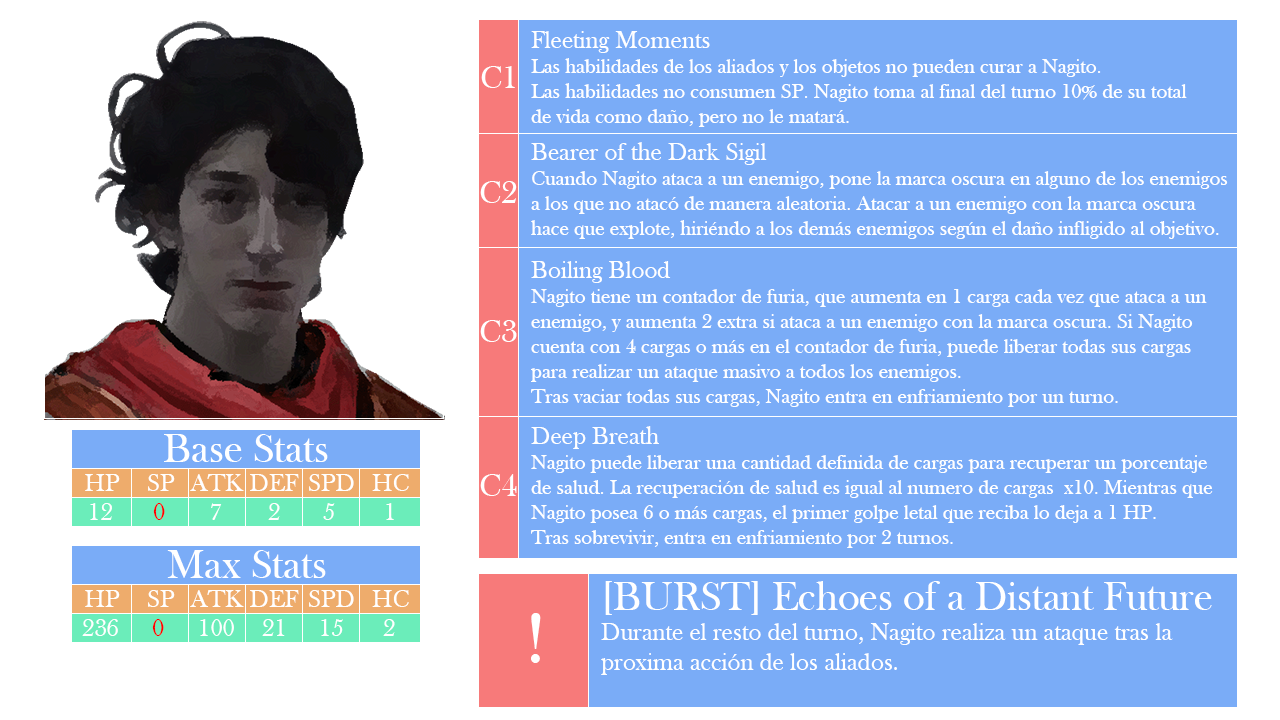 Base Stats
HP SP ATK DEF SPD HC
12 0 7 2 5 1
Max Stats
HP SP ATK DEF SPD HC
236 0 100 21 15 2
C1
Fleeting Moments
Las habilidades de los aliados y los objetos no pueden curar a Nagito.
Las habilidades no consumen SP. Nagito toma al final del turno 10% de su total
de vida como daño, pero no le matará.
C2
Bearer of the Dark Sigil
Cuando Nagito ataca a un enemigo, pone la marca oscura en alguno de los enemigos
a los que no atacó de manera aleatoria. Atacar a un enemigo con la marca oscura
hace que explote, hiriéndo a los demás enemigos según el daño infligido al objetivo.
C3
Boiling Blood
Nagito tiene un contador de furia, que aumenta en 1 carga cada vez que ataca a un
enemigo, y aumenta 2 extra si ataca a un enemigo con la marca oscura. Si Nagito
cuenta con 4 cargas o más en el contador de furia, puede liberar todas sus cargas
para realizar un ataque masivo a todos los enemigos.
Tras vaciar todas sus cargas, Nagito entra en enfriamiento por un turno.
C4
Deep Breath
Nagito puede liberar una cantidad definida de cargas para recuperar un porcentaje
de salud. La recuperación de salud es igual al numero de cargas  x10. Mientras que
Nagito posea 6 o más cargas, el primer golpe letal que reciba lo deja a 1 HP.
Tras sobrevivir, entra en enfriamiento por 2 turnos.
!
[BURST] Echoes of a Distant Future
Durante el resto del turno, Nagito realiza un ataque tras la
proxima acción de los aliados.